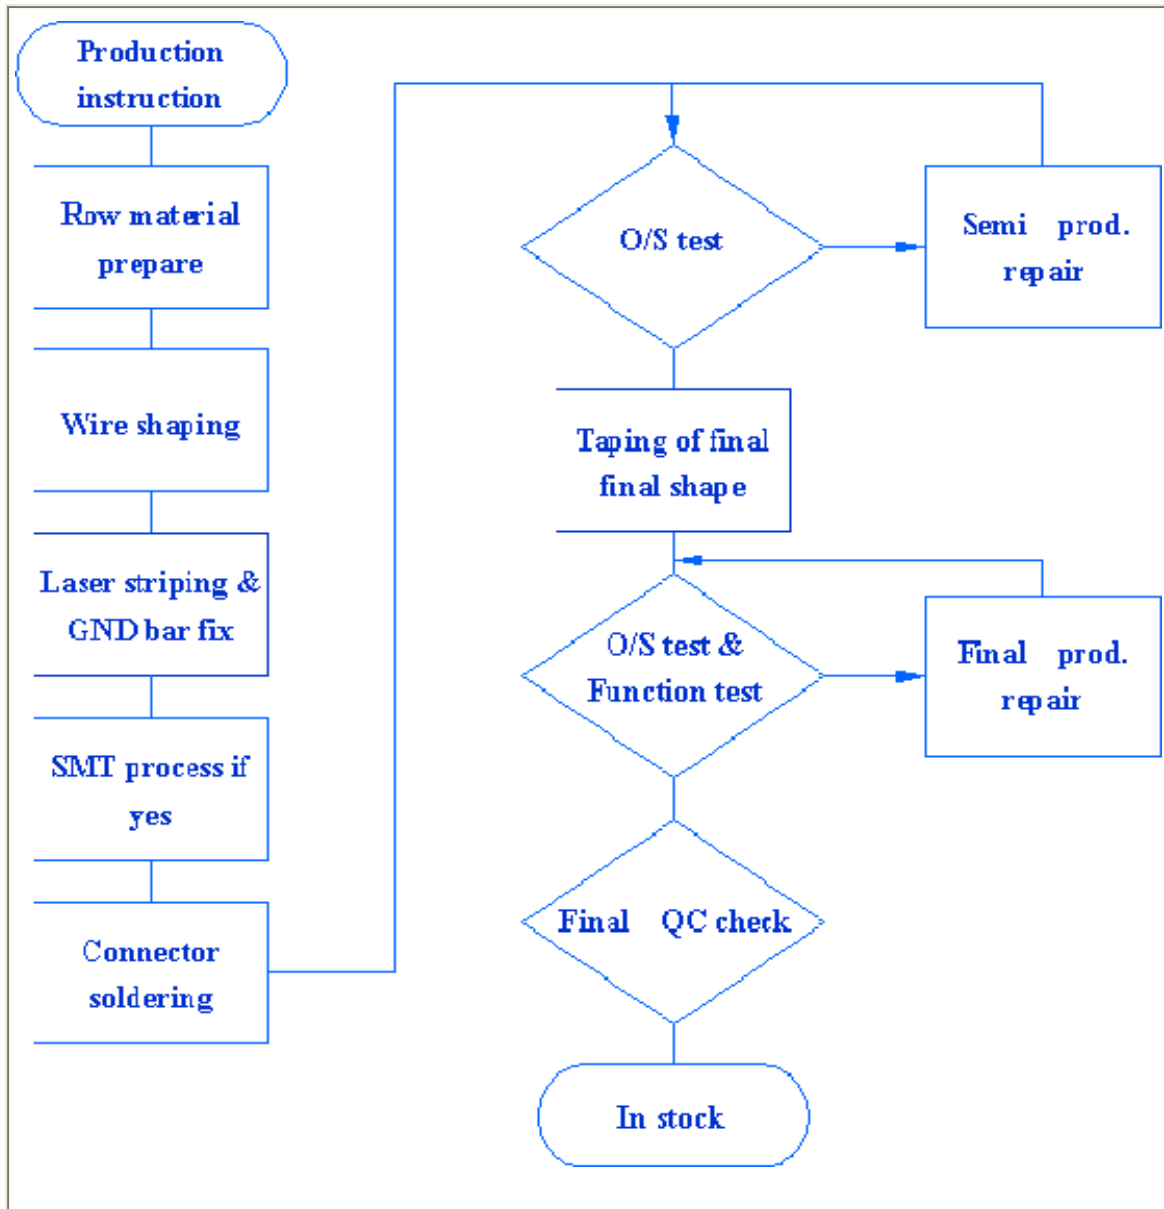 Production
instruction
Row material
prepare
Wire shaping
Laser striping &
GND bar fix
SMT process if
yes
Connector
soldering
O/S test
Semi prod.
repair
Taping of final
final shape
O/S test &
Function test
Final prod.
repair
Final QC check
In stock